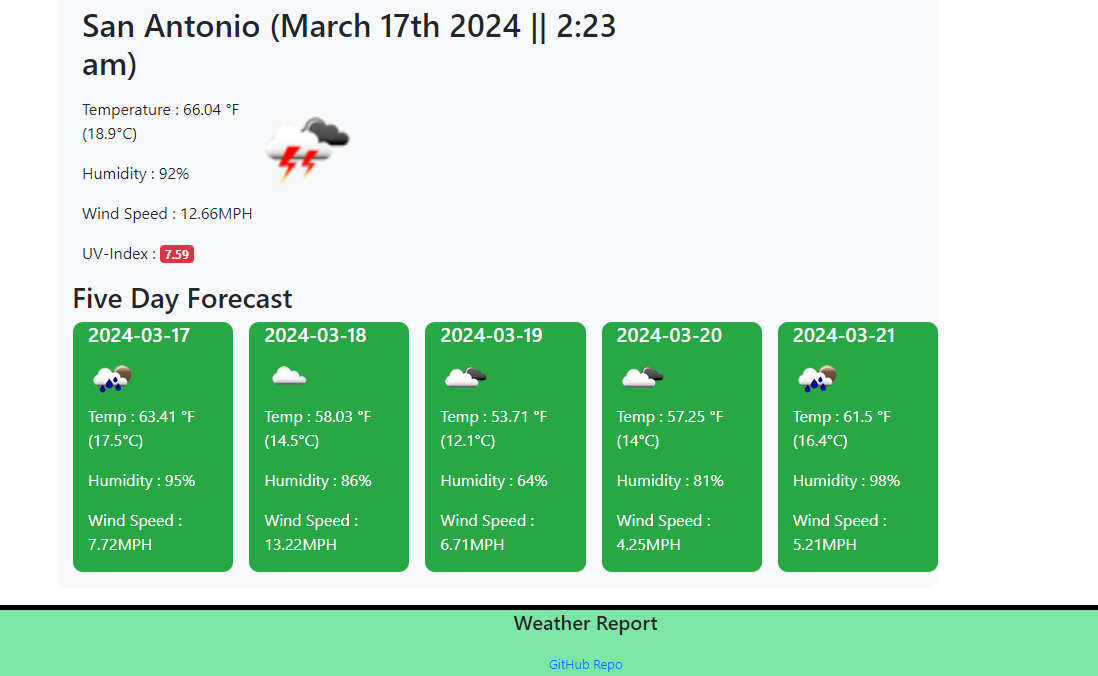 San Antonio (March 17th 2024 || 2:23
am)
Temperature : 66.04 °F
(18.9°C)
Humidity : 92%
Wind Speed : 12.66MPH
UV-Index : 7.59
Five Day Forecast
2024-03-17
Temp : 63.41 °F
(17.5°C)
Humidity : 95%
Wind Speed :
7.72MPH
2024-03-18
Temp : 58.03 °F
(14.5°C)
Humidity : 86%
Wind Speed :
13.22MPH
2024-03-19
Temp : 53.71 °F
(12.1°C)
Humidity : 64%
Wind Speed :
6.71MPH
2024-03-20
Temp : 57.25 °F
(14°C)
Humidity : 81%
Wind Speed :
4.25MPH
2024-03-21
Temp : 61.5 °F
(16.4°C)
Humidity : 98%
Wind Speed :
5.21MPH
Weather Report
GitHub Repo